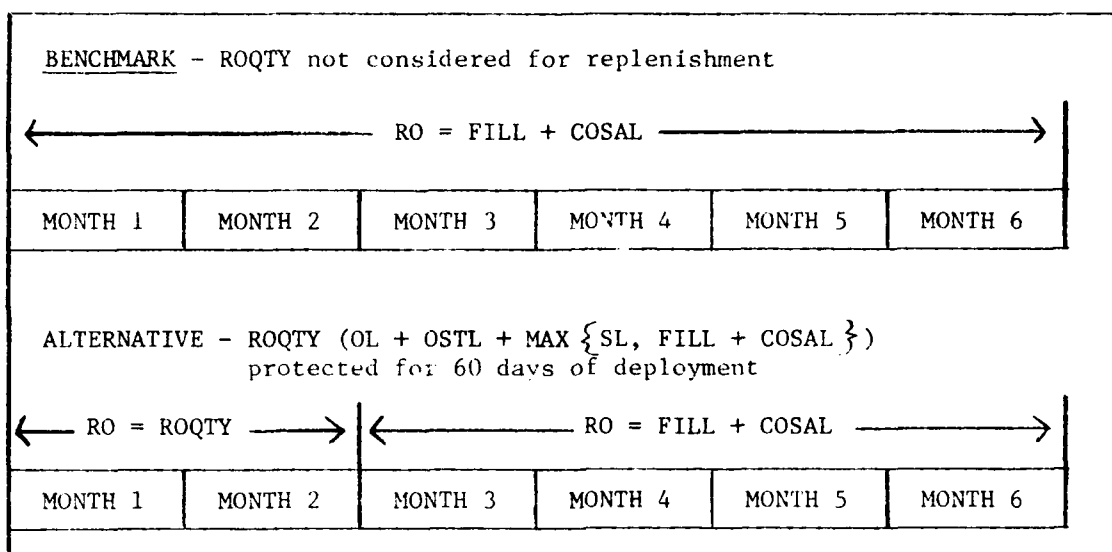 BENCHMARK - ROQTY not considered for replenishment
RO = FILL + COSAL
MONTH 1 MONTH 2 MONTH 3 MONTH 4 MONTH 5 MONTH 6
ALTERNATIVE - ROQTY (OL + OSTL + MAX {SL, FILL + COSAL})
protected for 60 days of deployment
RO = ROQTY RO = FILL + COSAL
MONTH 1 MONTH 2 MONTH 3 MONTH 4 MONTH 5 MONTH 6